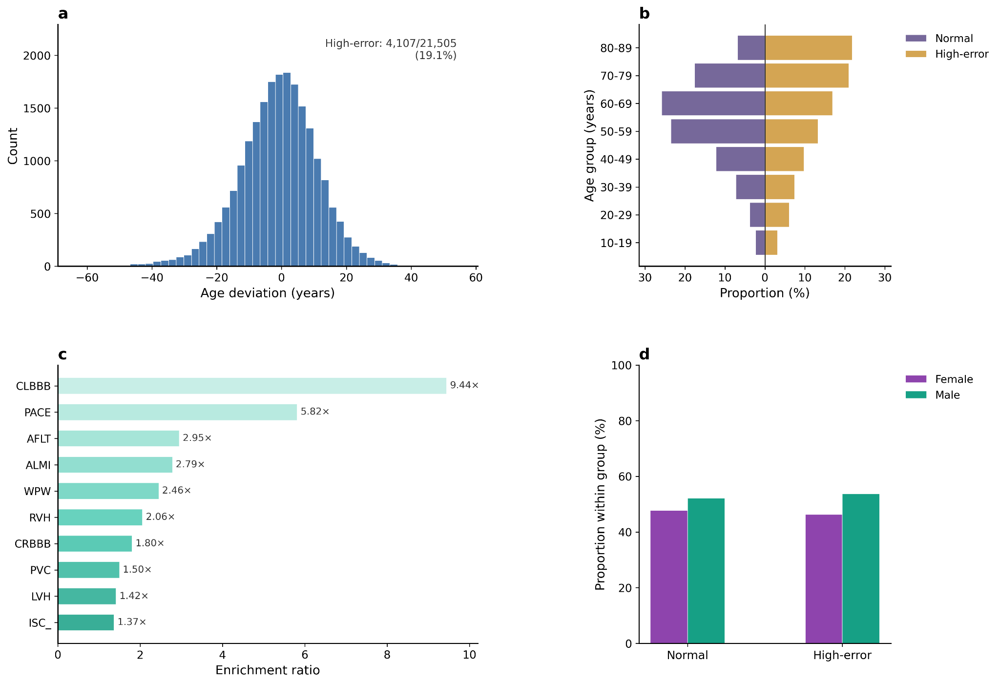 a
High-error: 4,107/21,505
(19.1%)
2000
1500
1000
500
0
Count
−60
−40
−20
0
20
40
60
Age deviation (years)
b
Normal
High-error
80-89
70-79
60-69
50-59
40-49
30-39
20-29
10-19
Age group (years)
30
20
10
0
10
20
30
Proportion (%)
c
CLBBB
9.44×
PACE
5.82×
AFLT
2.95×
ALMI
2.79×
WPW
2.46×
RVH
2.06×
CRBBB
1.80×
PVC
1.50×
LVH
1.42×
ISC_
1.37×
0
2
4
6
8
10
Enrichment ratio
d
Female
Male
100
80
60
40
20
0
Proportion within group (%)
Normal
High-error